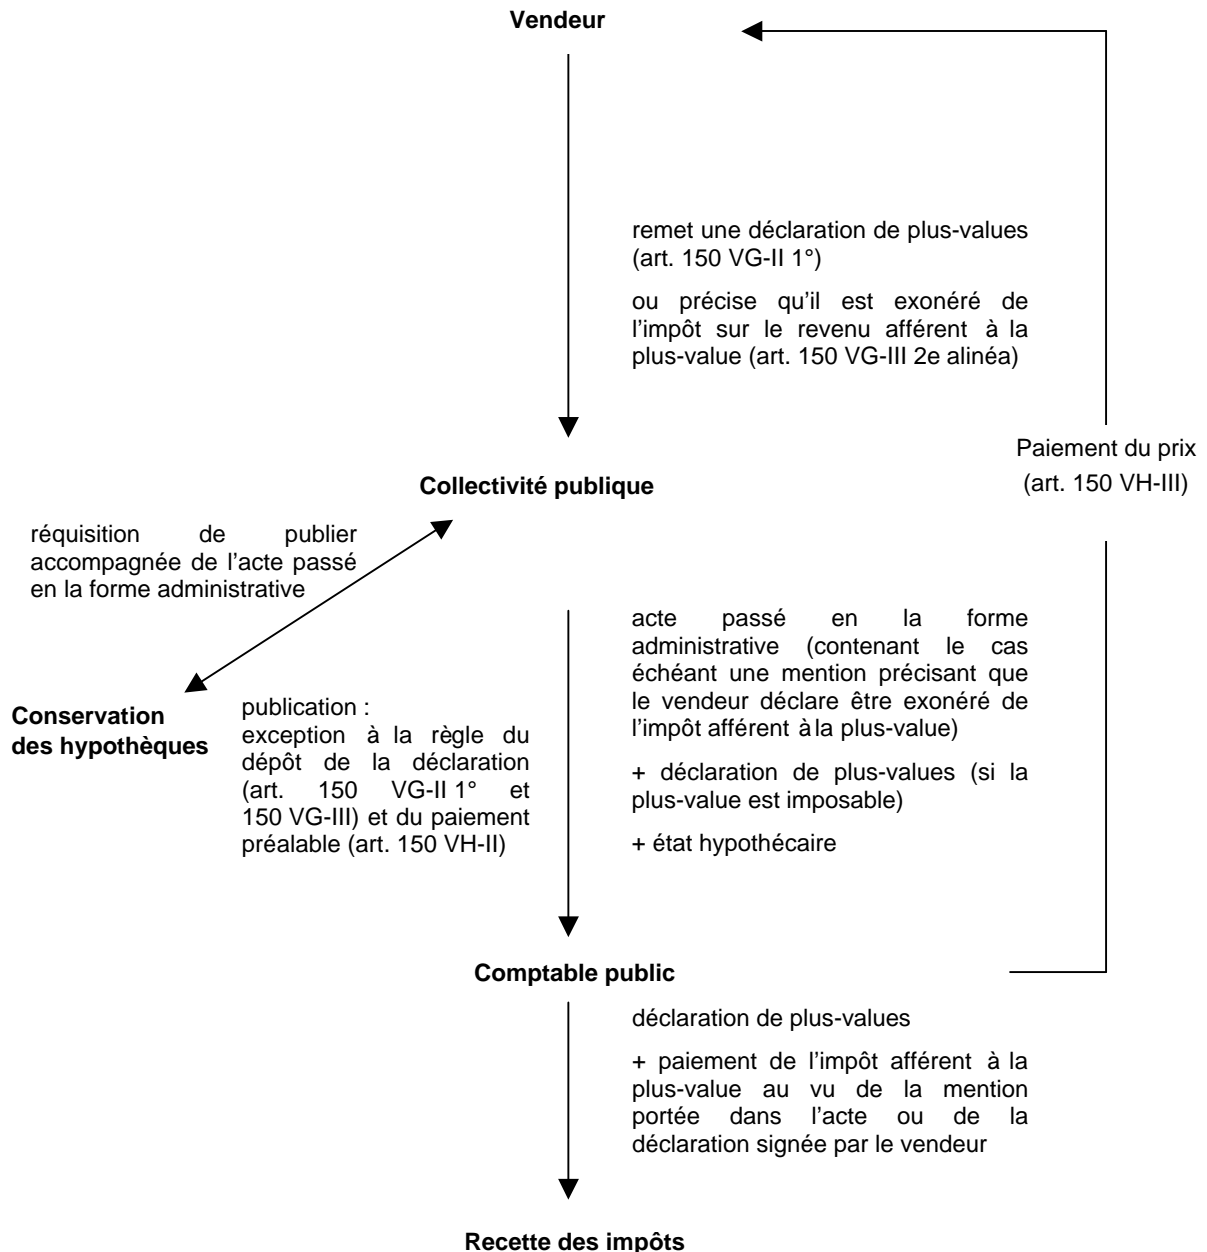 Vendeur
remet une déclaration de plus-values
(art. 150 VG-II 1°)
ou précise qu'il est exonéré de
l'impôt sur le revenu afférent à la
plus-value (art. 150 VG-III 2e alinéa)
Paiement du prix
(art. 150 VH-III)
Collectivité publique
réquisition de publier
accompagnée de l'acte passé
en la forme administrative
acte passé en la forme
administrative (contenant le cas
échéant une mention précisant que
le vendeur déclare être exonéré de
l'impôt afférent à la plus-value)
+ déclaration de plus-values (si la
plus-value est imposable)
+ état hypothécaire
Conservation
des hypothèques
publication :
exception à la règle du
dépôt de la déclaration
(art. 150 VG-II 1° et
150 VG-III) et du paiement
préalable (art. 150 VH-II)
Comptable public
déclaration de plus-values
+ paiement de l'impôt afférent à la
plus-value au vu de la mention
portée dans l'acte ou de la
déclaration signée par le vendeur
Recette des impôts